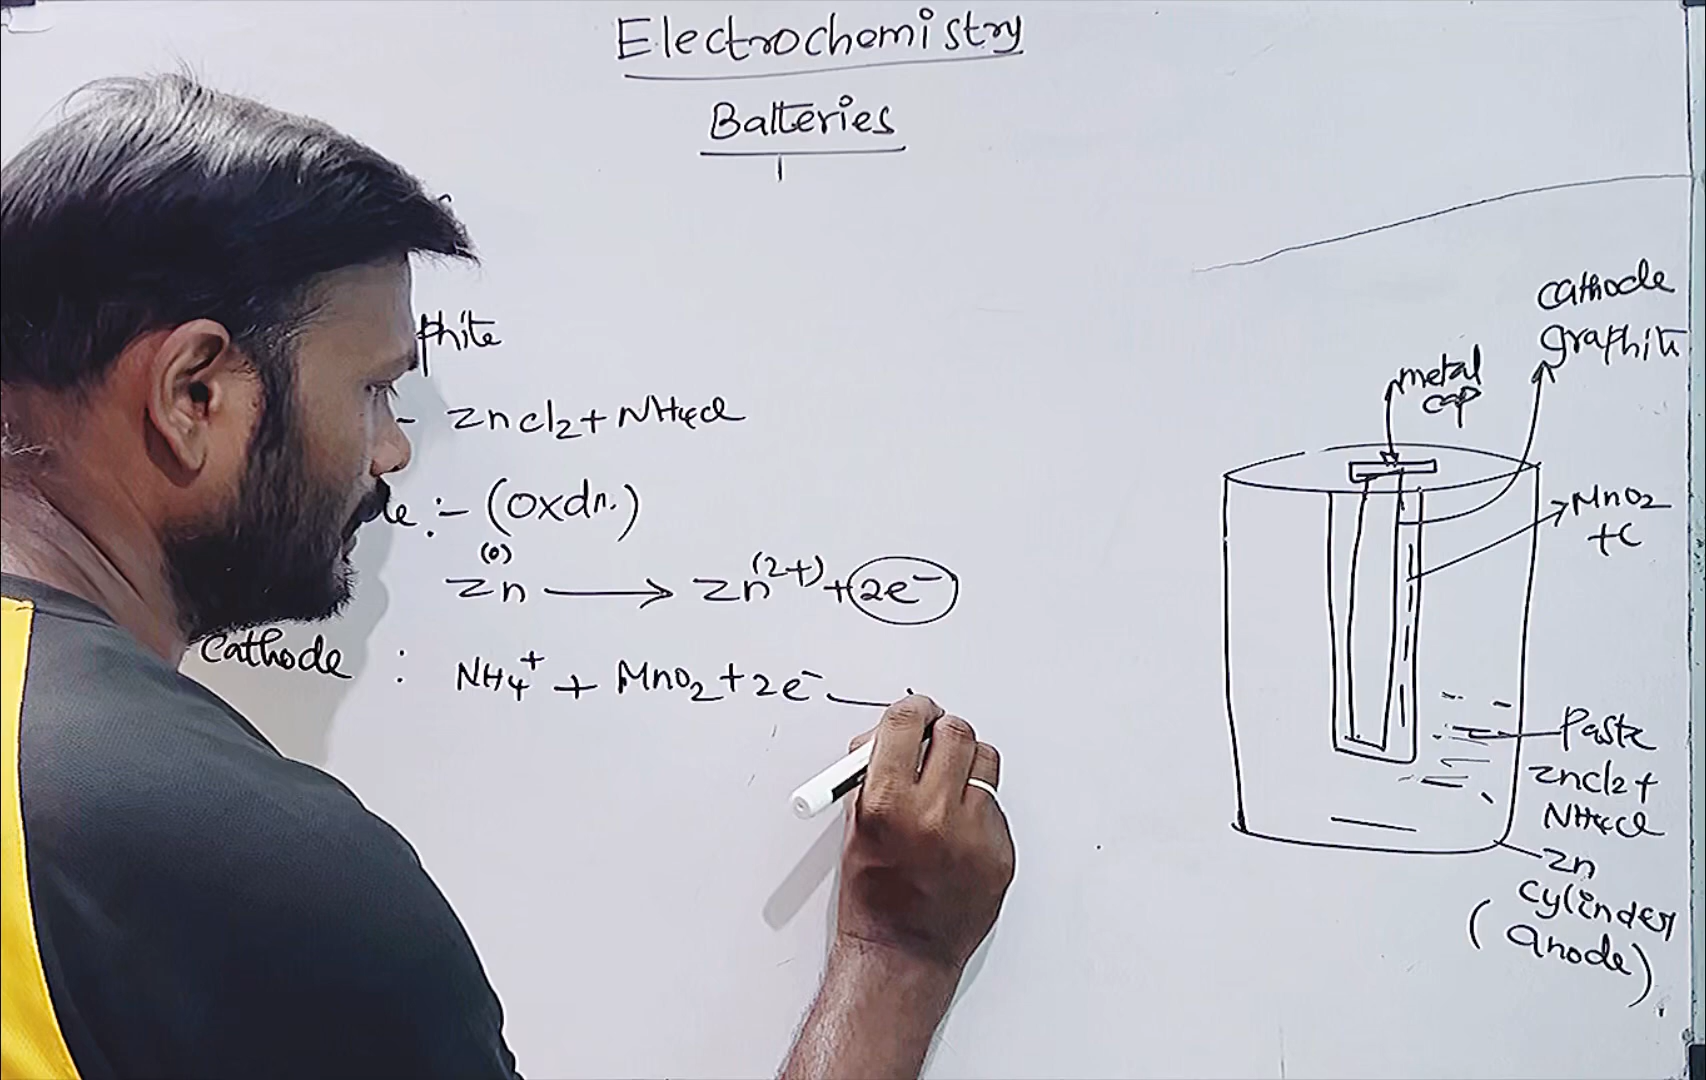 Electrochemistry
Batteries
phite
- ZnCl2 + NH4Cl
de :- (Oxdn.)
(0)
Zn ⟶ Zn(2+) + 2e-
Cathode : NH4+ + MnO2 + 2e-
Cathode
graphite
metal
cap
MnO2
+C
Paste
ZnCl2 +
NH4Cl
Zn
Cylinder
(anode)